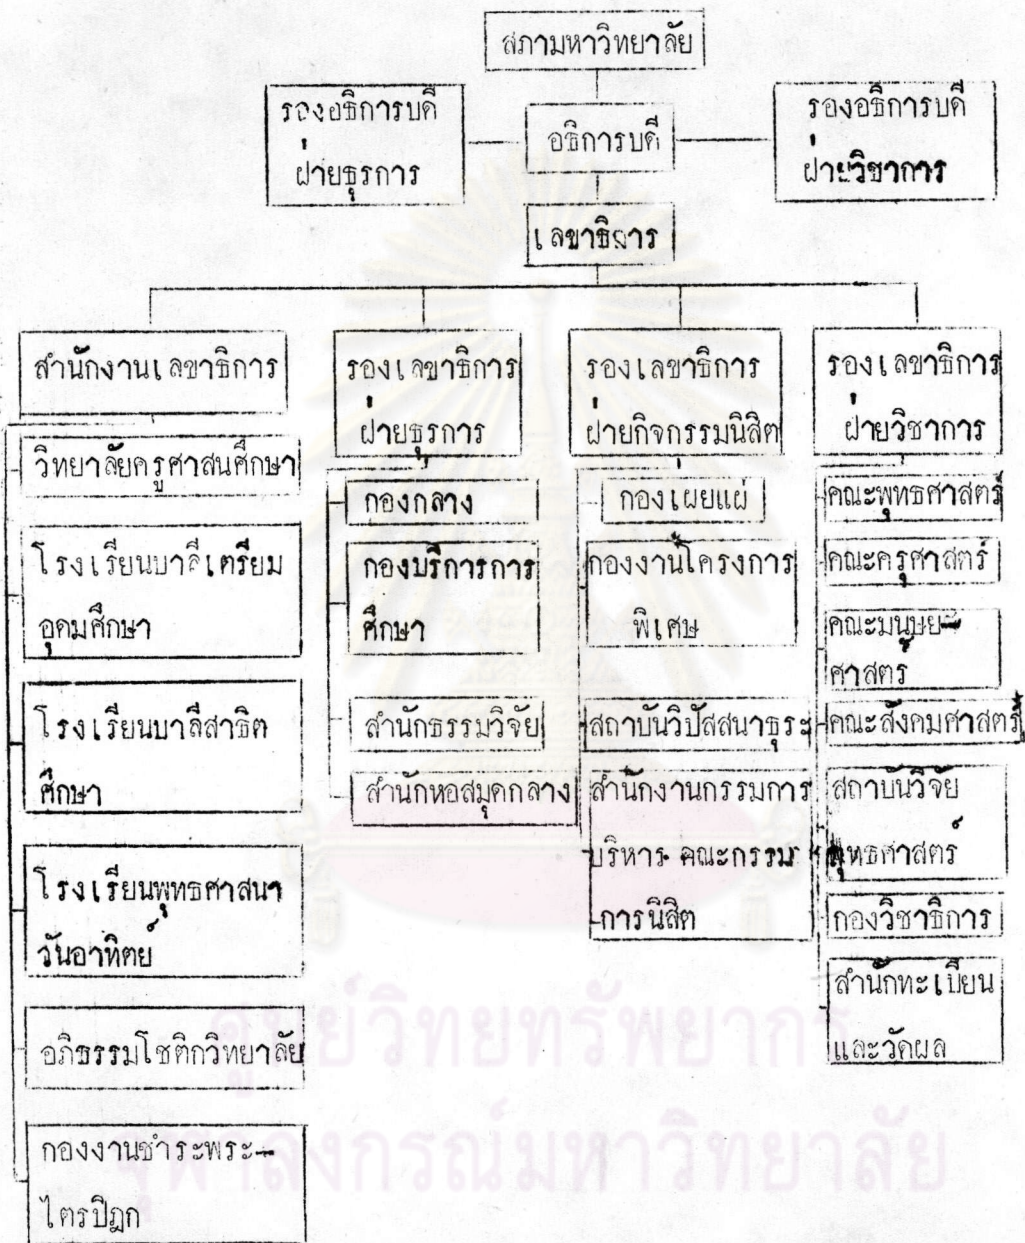 สภามหาวิทยาลัย
รองอธิการบดี
ฝ่ายธุรการ
อธิการบดี
รองอธิการบดี
ฝ่ายวิชาการ
เลขาธิการ
สำนักงานเลขาธิการ
วิทยาลัยครูศาสนศึกษา
โรงเรียนบาลีเตรียม
อุดมศึกษา
โรงเรียนบาลีสาธิต
ศึกษา
โรงเรียนพุทธศาสนา
วันอาทิตย์
อภิธรรมโชติกวิทยาลัย
กองงานชำระพระ-
ไตรปิฎก
รองเลขาธิการ
ฝ่ายธุรการ
กองกลาง
กองบริการการ
ศึกษา
สำนักธรรมวิจัย
สำนักหอสมุดกลาง
รองเลขาธิการ
ฝ่ายกิจกรรมนิสิต
กองเผยแผ่
กองงานโครงการ
พิเศษ
สถาบันวิปัสสนาธุระ
สำนักงานกรรมการ
บริหาร คณะกรรม
การนิสิต
รองเลขาธิการ
ฝ่ายวิชาการ
คณะพุทธศาสตร์
คณะครุศาสตร์
คณะมนุษย-
ศาสตร
คณะสังคมศาสตร์
สถาบันวิจัย
พุทธศาสตร์
กองวิชาธิการ
สำนักทะเบียน
และวัดผล
ศูนย์วิทยทรัพยากร
จุฬาลงกรณ์มหาวิทยาลัย